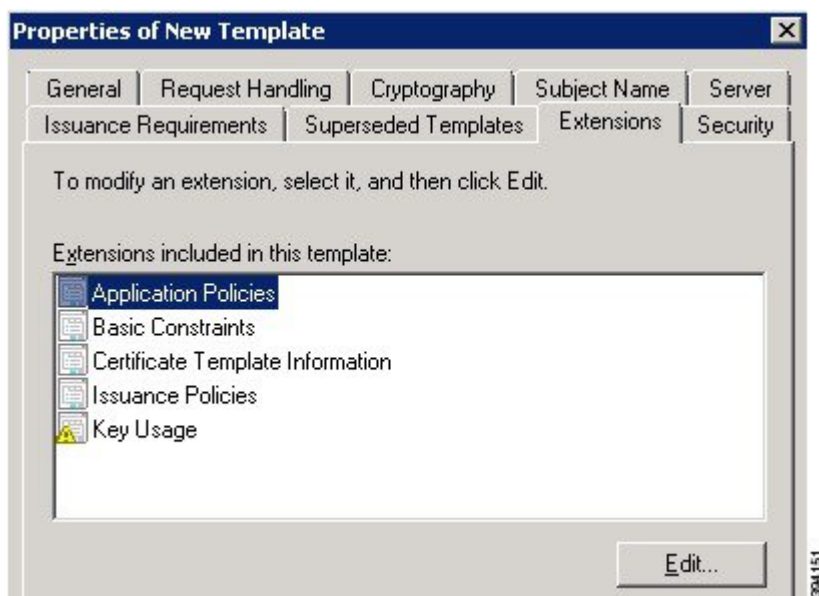 Properties of New Template
General
Request Handling
Cryptography
Subject Name
Server
Issuance Requirements
Superseded Templates
Extensions
Security
To modify an extension, select it, and then click Edit.
Extensions included in this template:
Application Policies
Basic Constraints
Certificate Template Information
Issuance Policies
Key Usage
Edit...
394151